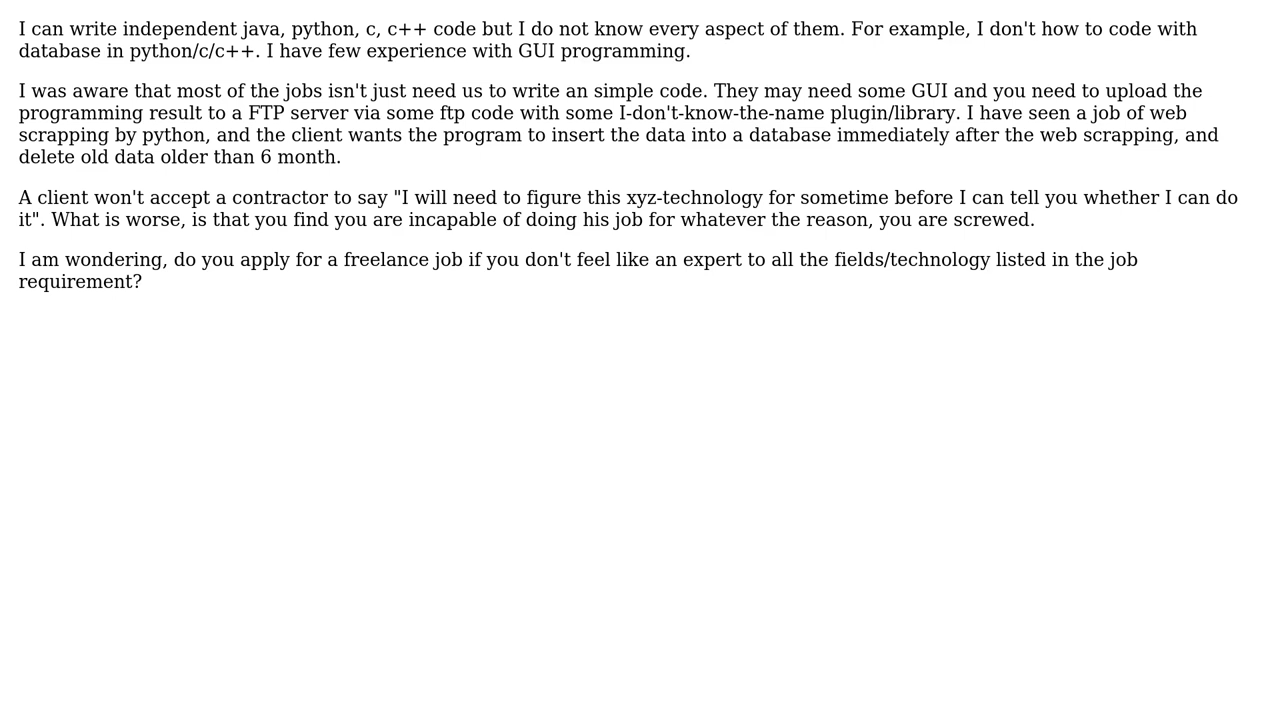 I can write independent java, python, c, c++ code but I do not know every aspect of them. For example, I don't how to code with
database in python/c/c++. I have few experience with GUI programming.
I was aware that most of the jobs isn't just need us to write an simple code. They may need some GUI and you need to upload the
programming result to a FTP server via some ftp code with some I-don't-know-the-name plugin/library. I have seen a job of web
scrapping by python, and the client wants the program to insert the data into a database immediately after the web scrapping, and
delete old data older than 6 month.
A client won't accept a contractor to say "I will need to figure this xyz-technology for sometime before I can tell you whether I can do
it". What is worse, is that you find you are incapable of doing his job for whatever the reason, you are screwed.
I am wondering, do you apply for a freelance job if you don't feel like an expert to all the fields/technology listed in the job
requirement?